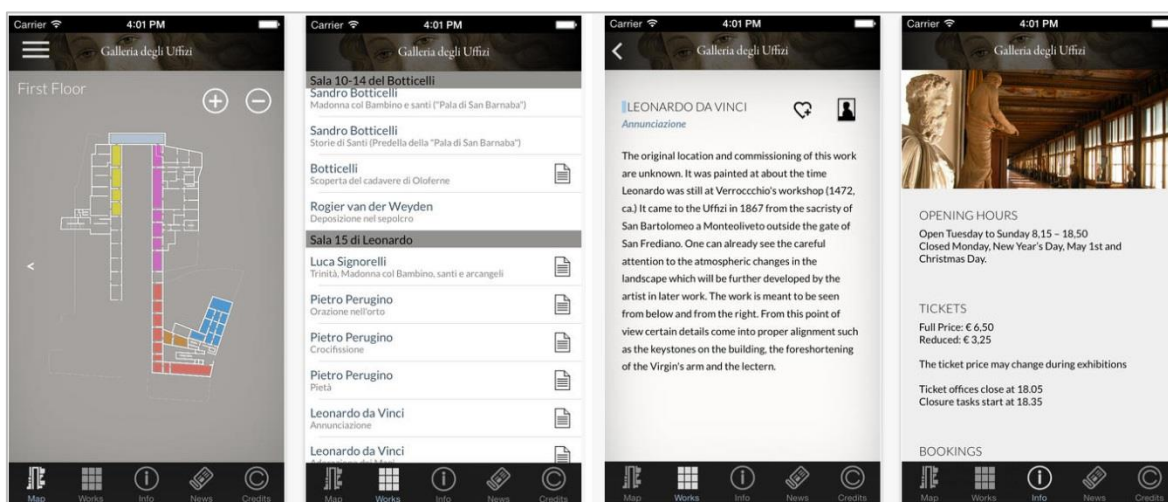 Carrier 4:01 PM
Galleria degli Uffizi
First Floor
Map Works Info News Credits
Carrier 4:01 PM
Galleria degli Uffizi
Sala 10-14 del Botticelli
Sandro Botticelli
Madonna col Bambino e santi ("Pala di San Barnaba")
Sandro Botticelli
Storie di Santi (Predella della "Pala di San Barnaba")
Botticelli
Scoperta del cadavere di Oloferne
Rogier van der Weyden
Deposizione nel sepolcro
Sala 15 di Leonardo
Luca Signorelli
Trinità, Madonna col Bambino, santi e arcangeli
Pietro Perugino
Orazione nell'orto
Pietro Perugino
Crocifissione
Pietro Perugino
Pietà
Leonardo da Vinci
Annunciazione
Leonardo da Vinci
Map Works Info News Credits
Carrier 4:01 PM
Galleria degli Uffizi
LEONARDO DA VINCI
Annunciazione
The original location and commissioning of this work
are unknown. It was painted at about the time
Leonardo was still at Verroccchio's workshop (1472,
ca.) It came to the Uffizi in 1867 from the sacristy of
San Bartolomeo a Monteoliveto outside the gate of
San Frediano. One can already see the careful
attention to the atmospheric changes in the
landscape which will be further developed by the
artist in later work. The work is meant to be seen
from below and from the right. From this point of
view certain details come into proper alignment such
as the keystones on the building, the foreshortening
of the Virgin's arm and the lectern.
Map Works Info News Credits
Carrier 4:01 PM
Galleria degli Uffizi
OPENING HOURS
Open Tuesday to Sunday 8,15 – 18,50
Closed Monday, New Year's Day, May 1st and
Christmas Day.
TICKETS
Full Price: € 6,50
Reduced: € 3,25
The ticket price may change during exhibitions
Ticket offices close at 18.05
Closure tasks start at 18.35
BOOKINGS
Map Works Info News Credits